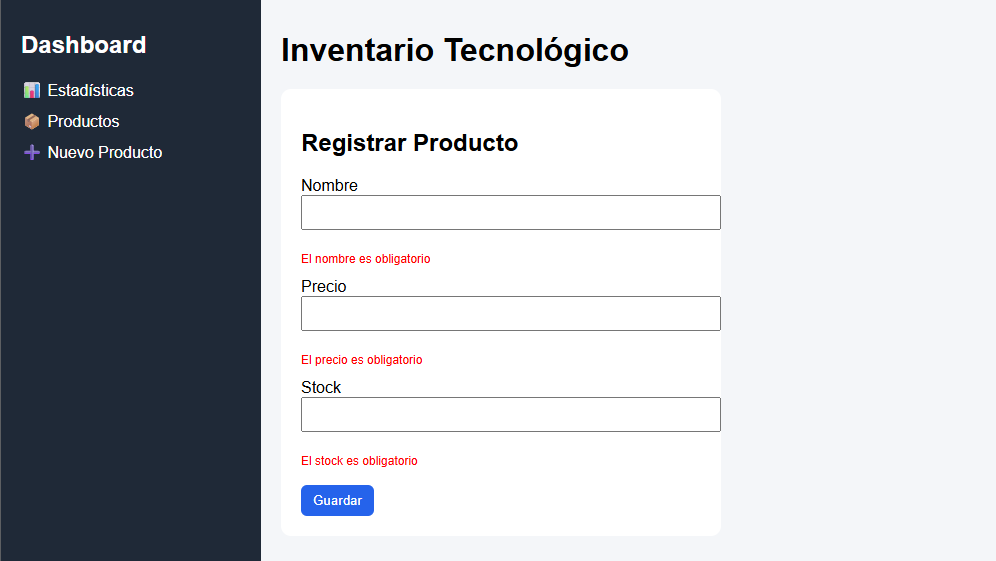 Dashboard
Estadísticas
Productos
Nuevo Producto
Inventario Tecnológico
Registrar Producto
Nombre
El nombre es obligatorio
Precio
El precio es obligatorio
Stock
El stock es obligatorio
Guardar